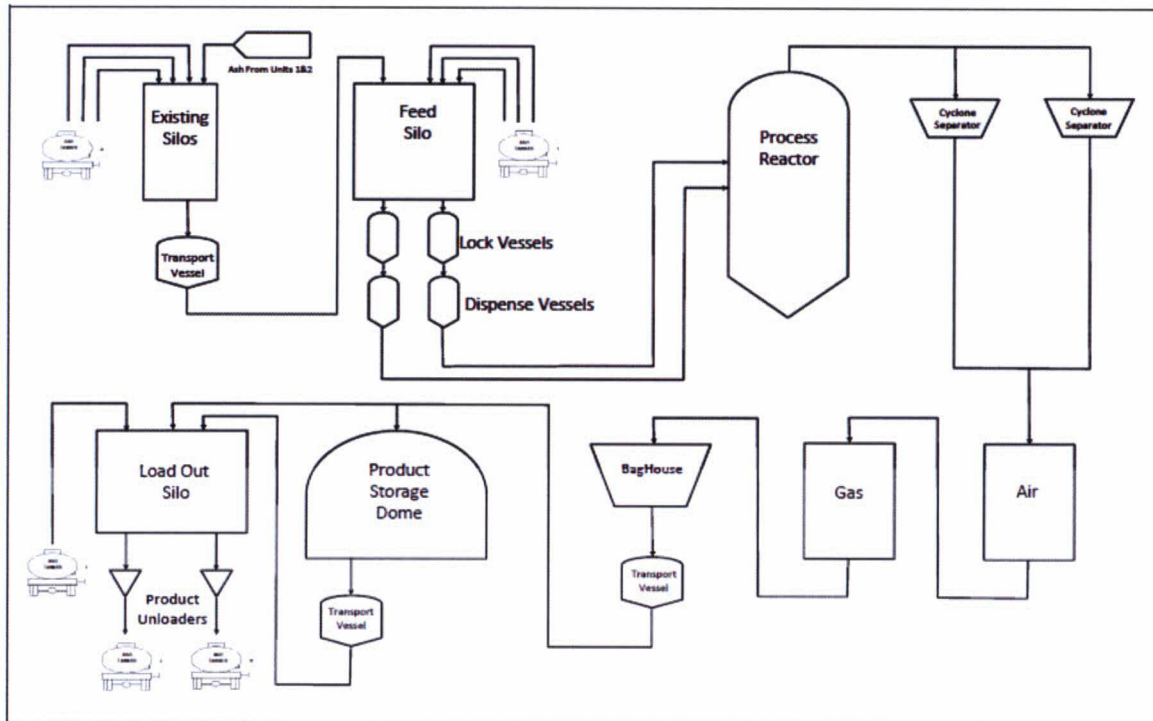 Ash From Units 1&2
Existing
Silos
Feed
Silo
Process
Reactor
Cyclone
Separator
Cyclone
Separator
Transport
Vessel
Lock Vessels
Dispense Vessels
Load Out
Silo
Product
Storage
Dome
BagHouse
Gas
Air
Transport
Vessel
Transport
Vessel
Product
Unloaders